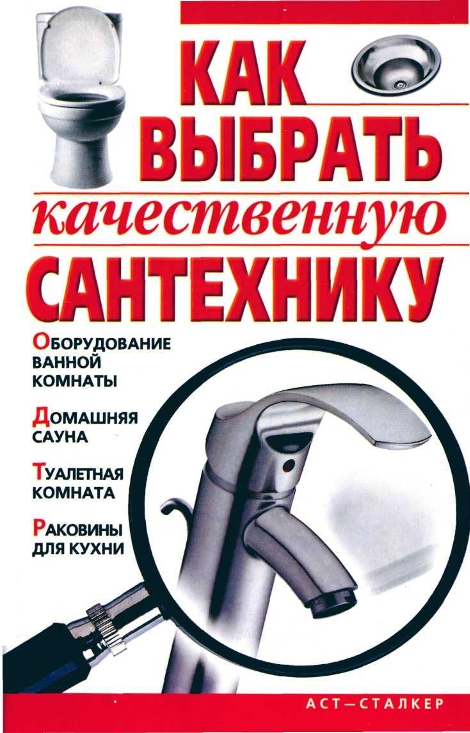 КАК
ВЫБРАТЬ
качественную
САНТЕХНИКУ
ОБОРУДОВАНИЕ
ВАННОЙ
КОМНАТЫ
ДОМАШНЯЯ
САУНА
ТУАЛЕТНАЯ
КОМНАТА
РАКОВИНЫ
ДЛЯ КУХНИ
АСТ—СТАЛКЕР